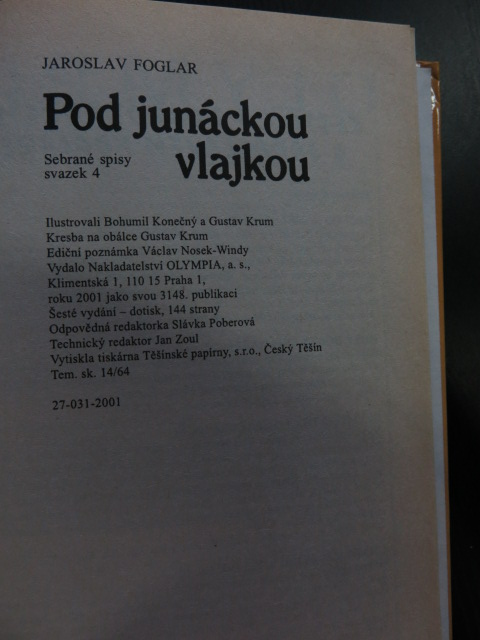 JAROSLAV FOGLAR
Pod junáckou
vlajkou
Sebrané spisy
svazek 4
Ilustrovali Bohumil Konečný a Gustav Krum
Kresba na obálce Gustav Krum
Ediční poznámka Václav Nosek-Windy
Vydalo Nakladatelství OLYMPIA, a. s.,
Klimentská 1, 110 15 Praha 1,
roku 2001 jako svou 3148. publikaci
Šesté vydání – dotisk, 144 strany
Odpovědná redaktorka Slávka Poberová
Technický redaktor Jan Zoul
Vytiskla tiskárna Těšínské papírny, s.r.o., Český Těšín
Tem. sk. 14/64
27-031-2001